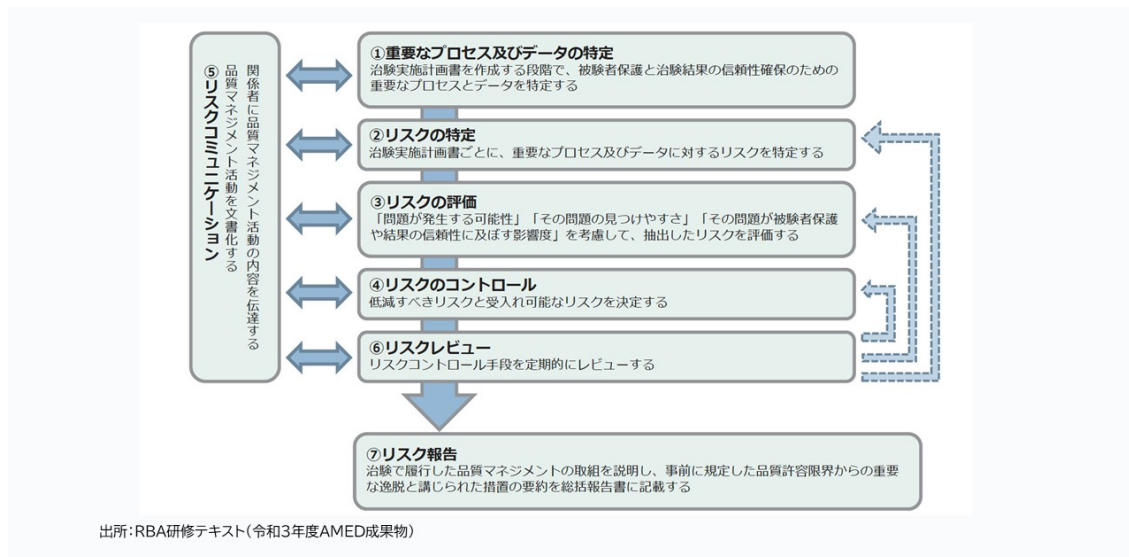 ⑤リスクコミュニケーション
関係者に品質マネジメント活動の内容を伝達する
品質マネジメント活動を文書化する
①重要なプロセス及びデータの特定
治験実施計画書を作成する段階で、被験者保護と治験結果の信頼性確保のための
重要なプロセスとデータを特定する
②リスクの特定
治験実施計画書ごとに、重要なプロセス及びデータに対するリスクを特定する
③リスクの評価
「問題が発生する可能性」「その問題の見つけやすさ」「その問題が被験者保護
や結果の信頼性に及ぼす影響度」を考慮して、抽出したリスクを評価する
④リスクのコントロール
低減すべきリスクと受入れ可能なリスクを決定する
⑥リスクレビュー
リスクコントロール手段を定期的にレビューする
⑦リスク報告
治験で履行した品質マネジメントの取組を説明し、事前に規定した品質許容限界からの重要
な逸脱と講じられた措置の要約を総括報告書に記載する
出所：RBA研修テキスト（令和3年度AMED成果物）